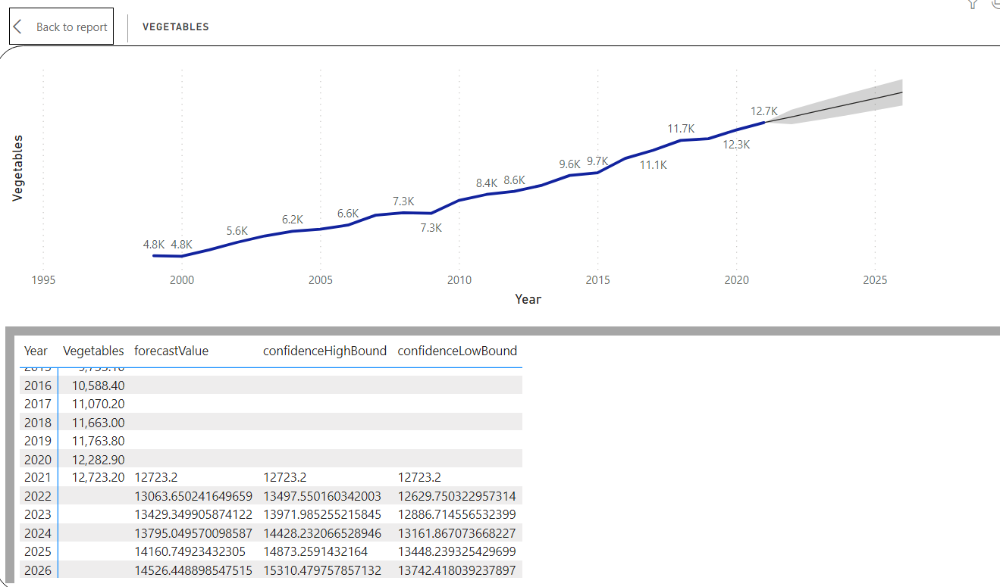 Back to report VEGETABLES
Vegetables
4.8K 4.8K 5.6K 6.2K 6.6K 7.3K 7.3K 8.4K 8.6K 9.6K 9.7K 11.1K 11.7K 12.3K 12.7K
1995 2000 2005 2010 2015 2020 2025
Year
Year Vegetables forecastValue confidenceHighBound confidenceLowBound
2016 10,588.40
2017 11,070.20
2018 11,663.00
2019 11,763.80
2020 12,282.90
2021 12,723.20 12723.2 12723.2 12723.2
2022 13063.650241649659 13497.550160342003 12629.750322957314
2023 13429.349905874122 13971.985255215845 12886.714556532399
2024 13795.049570098587 14428.232066528946 13161.867073668227
2025 14160.74923432305 14873.2591432164 13448.239325429699
2026 14526.448898547515 15310.479757857132 13742.418039237897